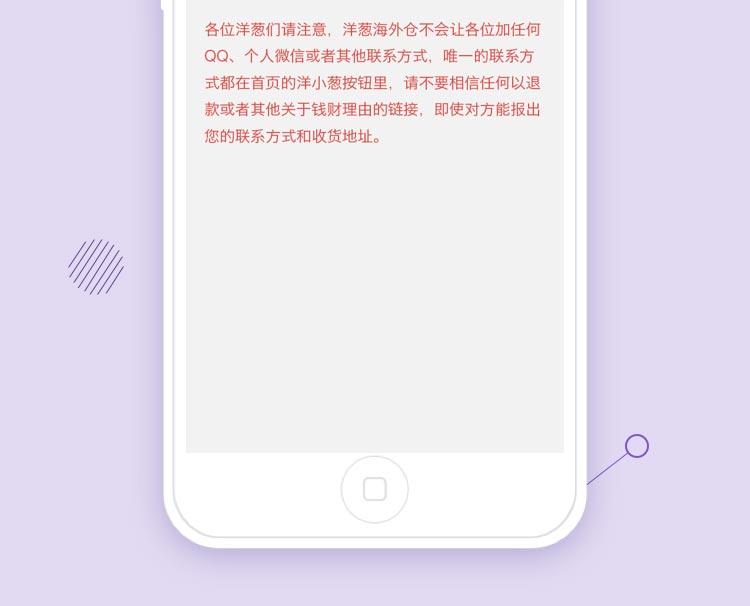 各位洋葱们请注意，洋葱海外仓不会让各位加任何
QQ、个人微信或者其他联系方式，唯一的联系方
式都在首页的洋小葱按钮里，请不要相信任何以退
款或者其他关于钱财理由的链接，即使对方能报出
您的联系方式和收货地址。